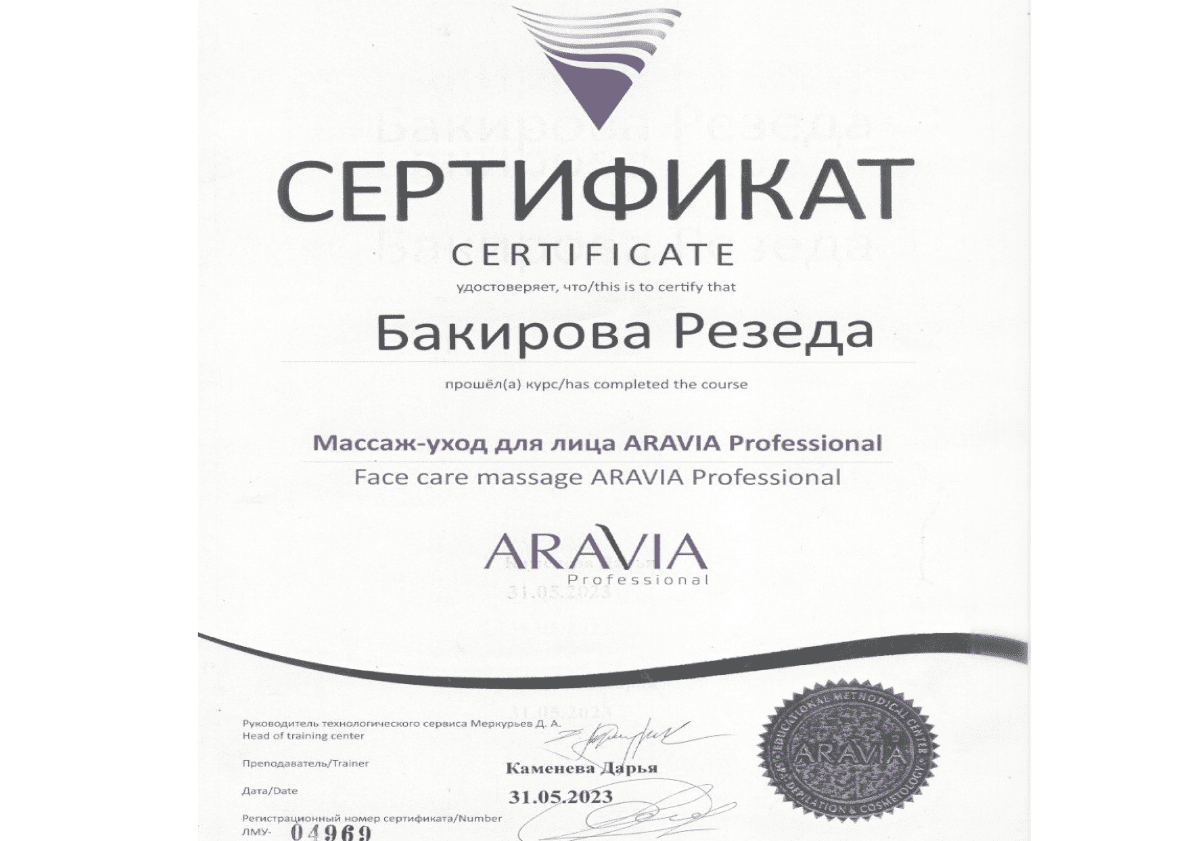 СЕРТИФИКАТ
CERTIFICATE
удостоверяет, что/this is to certify that
Бакирова Резеда
прошёл(а) курс/has completed the course
Массаж-уход для лица ARAVIA Professional
Face care massage ARAVIA Professional
ARAVIA
Professional
Руководитель технологического сервиса Меркурьев Д. А.
Head of training center
Преподаватель/Trainer
Каменева Дарья
Дата/Date
31.05.2023
Регистрационный номер сертификата/Number
ЛМУ- 04969
EDUCATIONAL METHODICAL CENTER
ARAVIA
DEPILATION & COSMETOLOGY